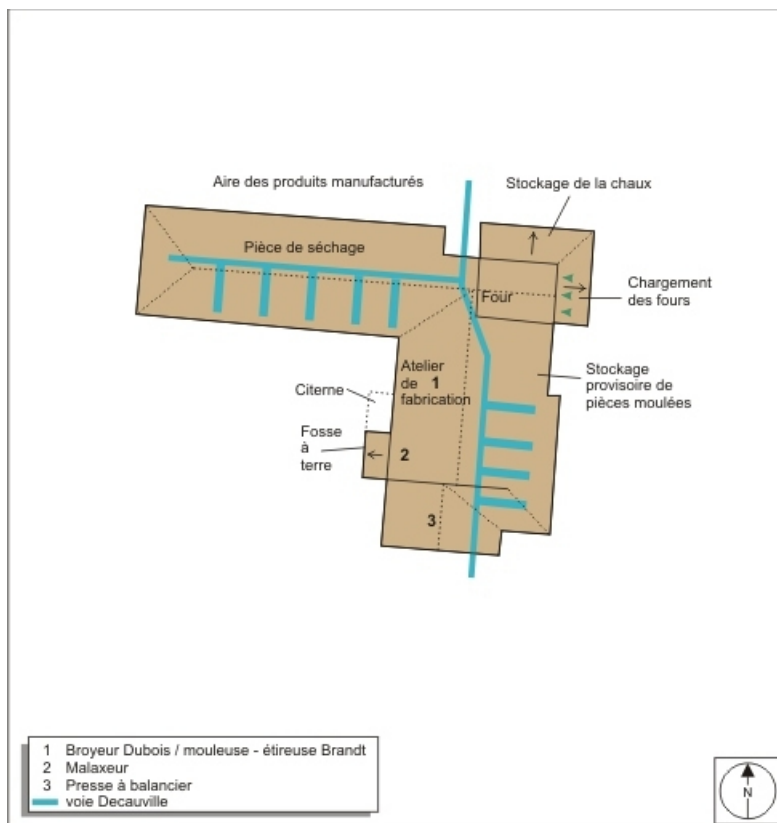 Aire des produits manufacturés
Stockage de la chaux
Pièce de séchage
Four
Chargement
des fours
Atelier
de 1
fabrication
Stockage
provisoire de
pièces moulées
Citerne
Fosse
à
terre
2
3
1 Broyeur Dubois / mouleuse - étireuse Brandt
2 Malaxeur
3 Presse à balancier
voie Decauville
N